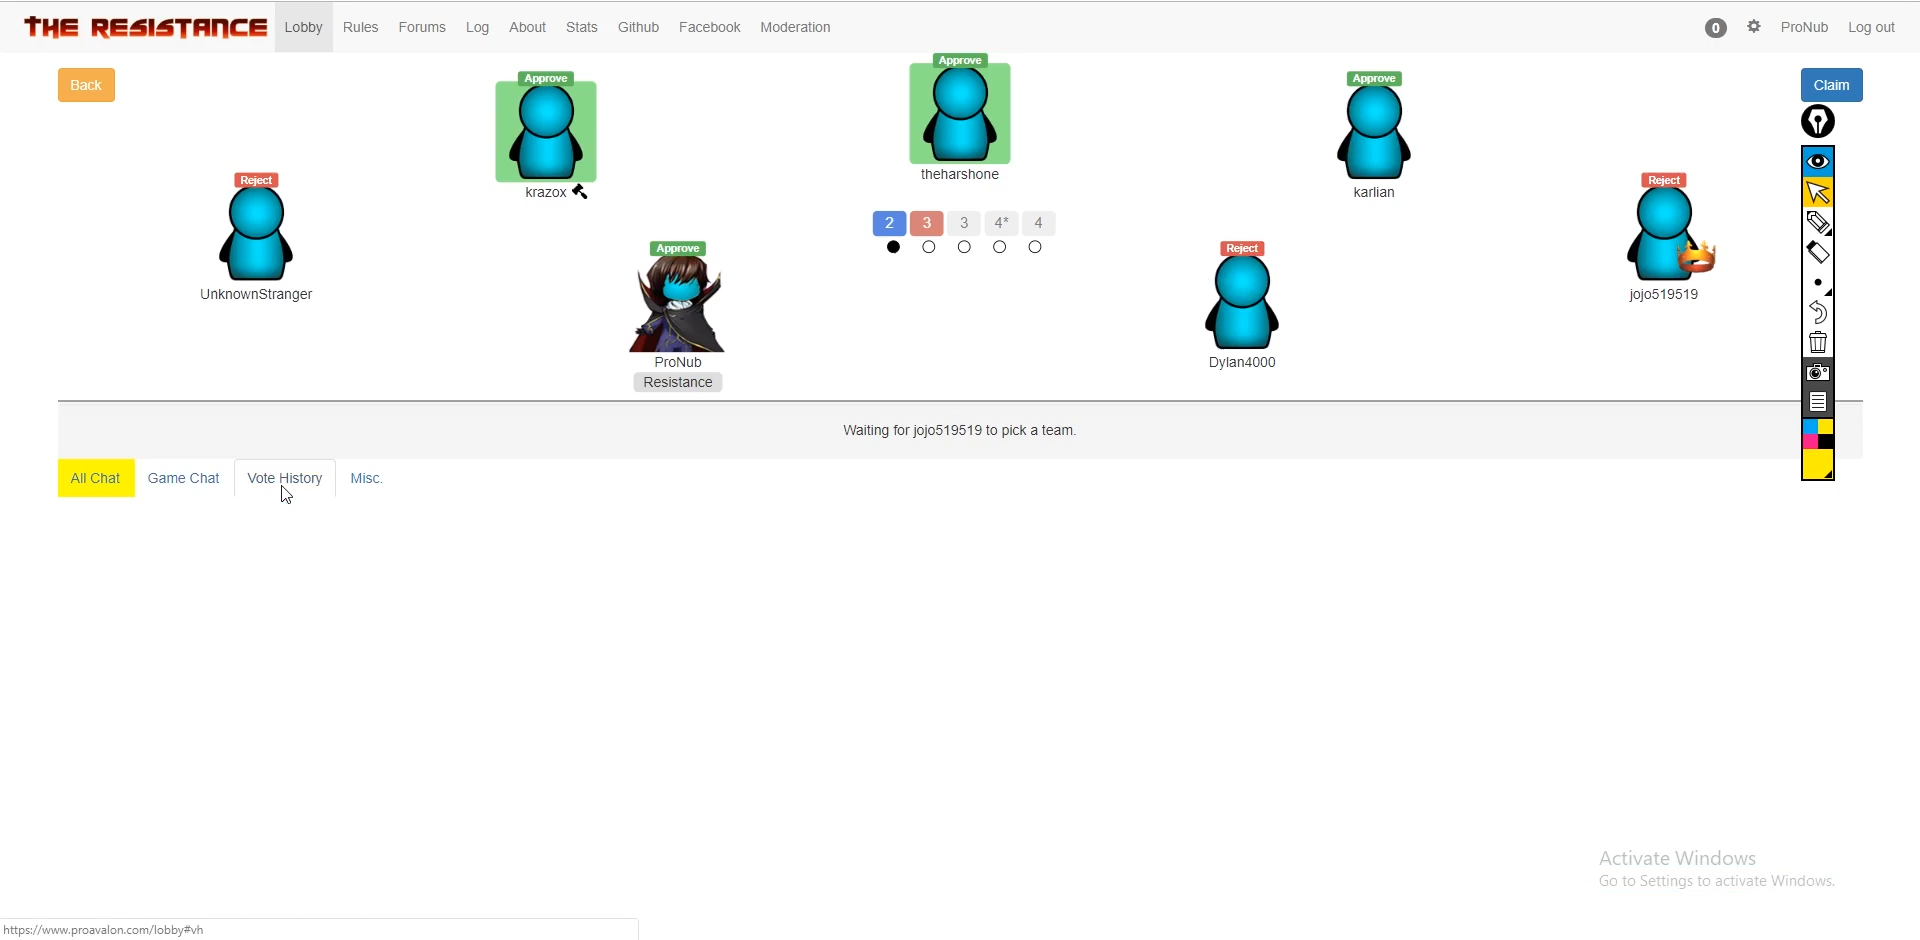 THE RESISTANCE Lobby Rules Forums Log About Stats Github Facebook Moderation 0 ProNub Log out
Back
Claim
Approve
krazox
Approve
theharshone
Approve
karlian
Reject
UnknownStranger
Reject
jojo519519
2 3 3 4* 4
Approve
ProNub
Resistance
Reject
Dylan4000
Waiting for jojo519519 to pick a team.
All Chat Game Chat Vote History Misc.
Activate Windows
Go to Settings to activate Windows.
https://www.proavalon.com/lobby#vh